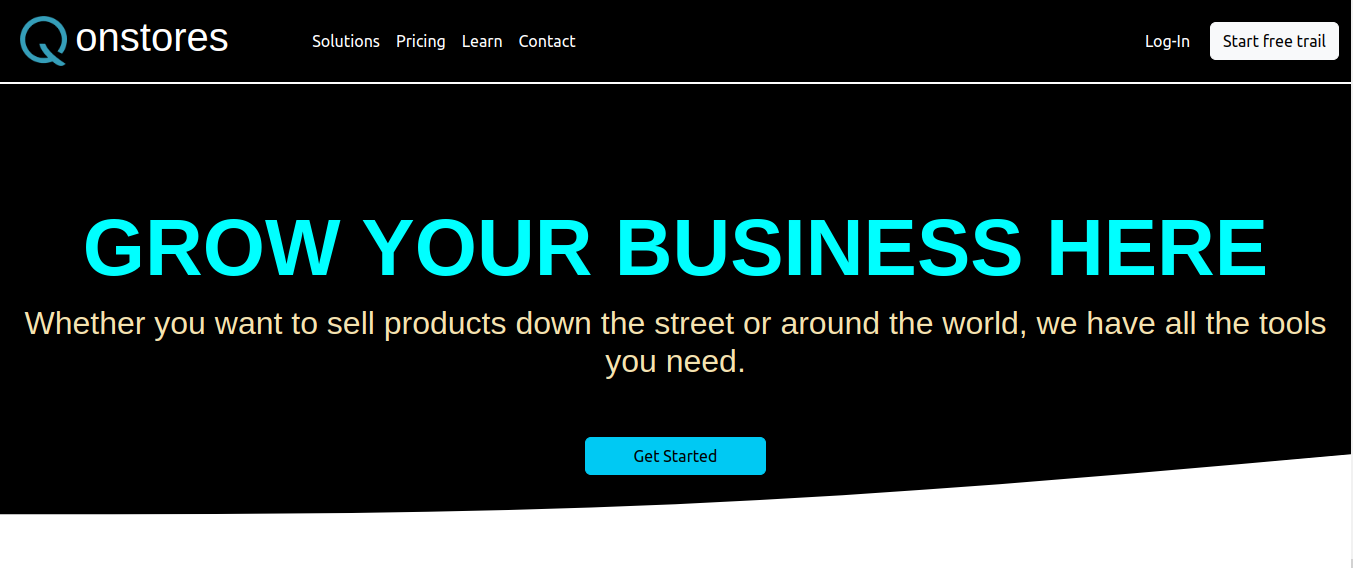 Qonstores
Solutions Pricing Learn Contact
Log-In Start free trail
GROW YOUR BUSINESS HERE
Whether you want to sell products down the street or around the world, we have all the tools
you need.
Get Started